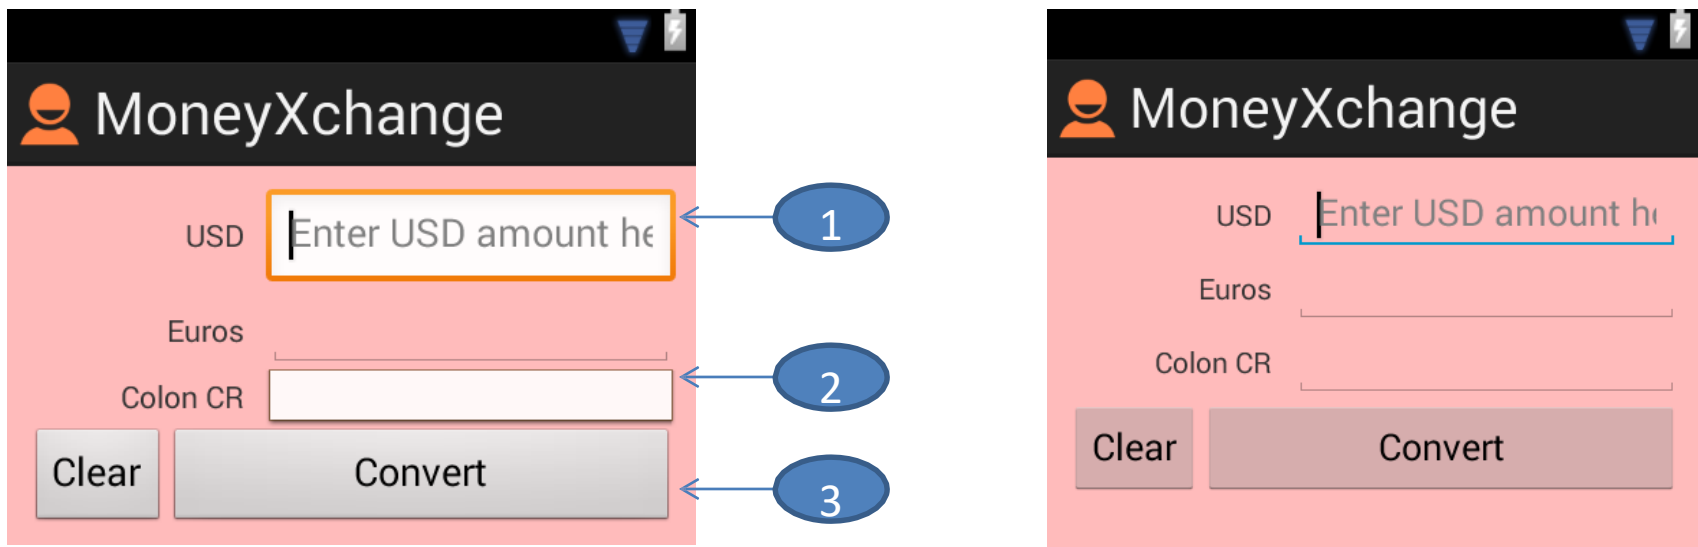 MoneyXchange
USD
Enter USD amount he
Euros
Colon CR
Clear
Convert
1
2
3
MoneyXchange
USD
Enter USD amount h
Euros
Colon CR
Clear
Convert